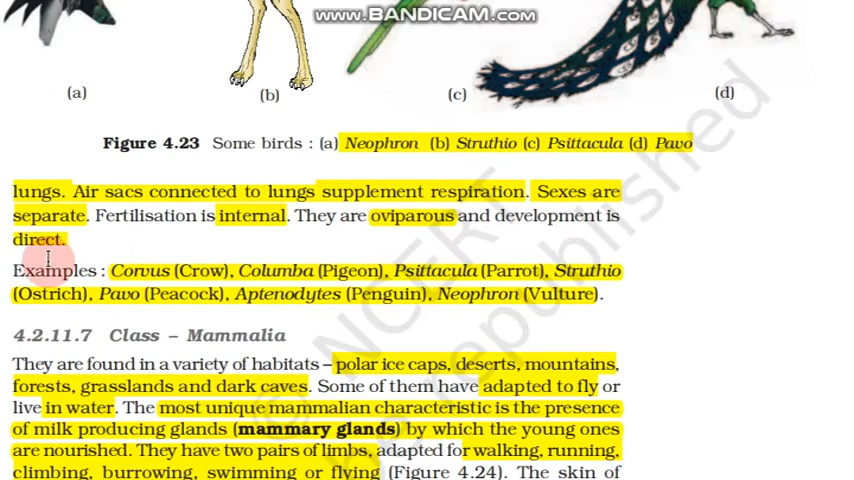 www.BANDICAM.com
(a)
(b)
(c)
(d)
Figure 4.23 Some birds : (a) Neophron (b) Struthio (c) Psittacula (d) Pavo
lungs. Air sacs connected to lungs supplement respiration. Sexes are
separate. Fertilisation is internal. They are oviparous and development is
direct.
Examples : Corvus (Crow), Columba (Pigeon), Psittacula (Parrot), Struthio
(Ostrich), Pavo (Peacock), Aptenodytes (Penguin), Neophron (Vulture).
4.2.11.7 Class – Mammalia
They are found in a variety of habitats – polar ice caps, deserts, mountains,
forests, grasslands and dark caves. Some of them have adapted to fly or
live in water. The most unique mammalian characteristic is the presence
of milk producing glands (mammary glands) by which the young ones
are nourished. They have two pairs of limbs, adapted for walking, running,
climbing, burrowing, swimming or flying (Figure 4.24). The skin of
© NCERT
be republished